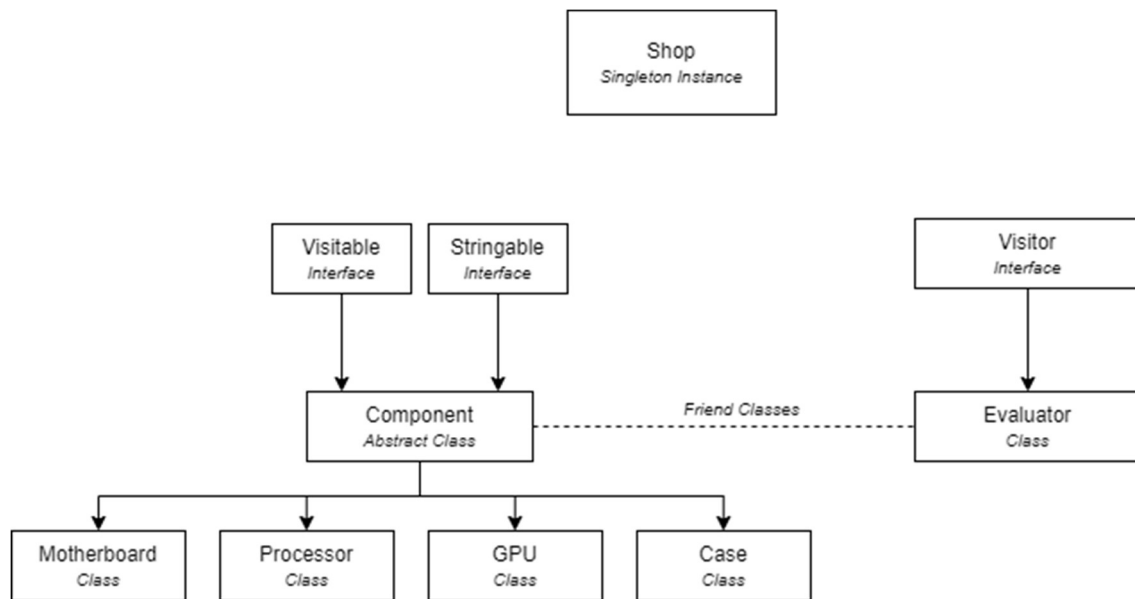 Shop
Singleton Instance
Visitable
Interface
Stringable
Interface
Visitor
Interface
Component
Abstract Class
Friend Classes
Evaluator
Class
Motherboard
Class
Processor
Class
GPU
Class
Case
Class